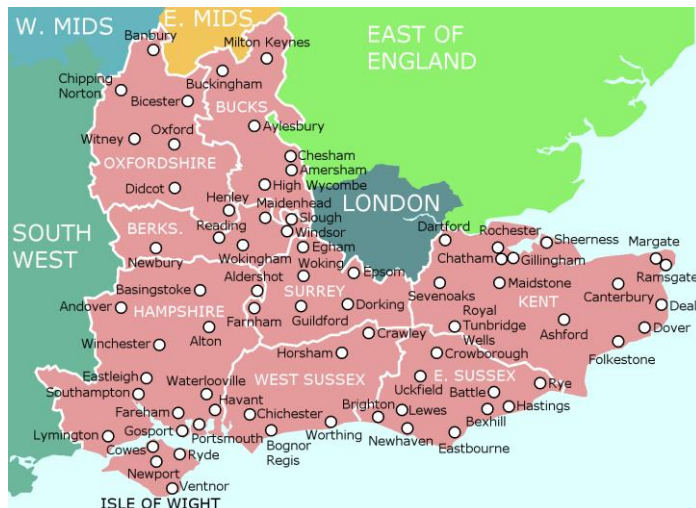 W. MIDS
E. MIDS
Banbury
Milton Keynes
EAST OF
ENGLAND
Chipping
Norton
Buckingham
Bicester
BUCKS
Witney
Oxford
Aylesbury
OXFORDSHIRE
Chesham
Amersham
Didcot
High
Wycombe
Henley
Maidenhead
LONDON
SOUTH
WEST
BERKS.
Reading
Slough
Windsor
Dartford
Rochester
Sheerness
Margate
Newbury
Wokingham
Egham
Woking
Chatham
Gillingham
Ramsgate
Aldershot
Epsom
Basingstoke
SURREY
Sevenoaks
Maidstone
Canterbury
KENT
Andover
HAMPSHIRE
Farnham
Guildford
Dorking
Royal
Tunbridge
Wells
Ashford
Deal
Dover
Alton
Crawley
Winchester
Horsham
Crowborough
Folkestone
Eastleigh
Waterlooville
WEST SUSSEX
E. SUSSEX
Uckfield
Battle
Rye
Southampton
Havant
Fareham
Chichester
Brighton
Lewes
Hastings
Gosport
Portsmouth
Bexhill
Lymington
Bognor
Regis
Worthing
Newhaven
Eastbourne
Cowes
Ryde
Newport
Ventnor
ISLE OF WIGHT